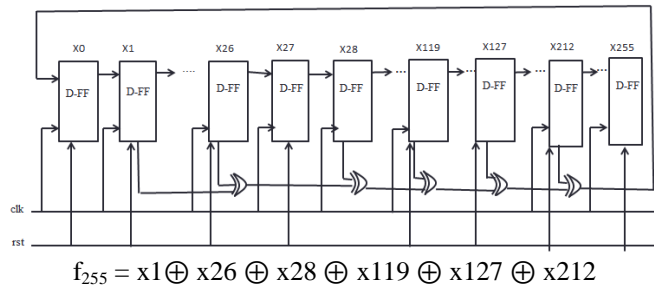 X0 X1 X26 X27 X28 X119 X127 X212 X255
D-FF D-FF .... D-FF D-FF D-FF ... D-FF ... D-FF ... D-FF ... D-FF
clk
rst
f₂₅₅ = x1⊕ x26 ⊕ x28 ⊕ x119 ⊕ x127 ⊕ x212